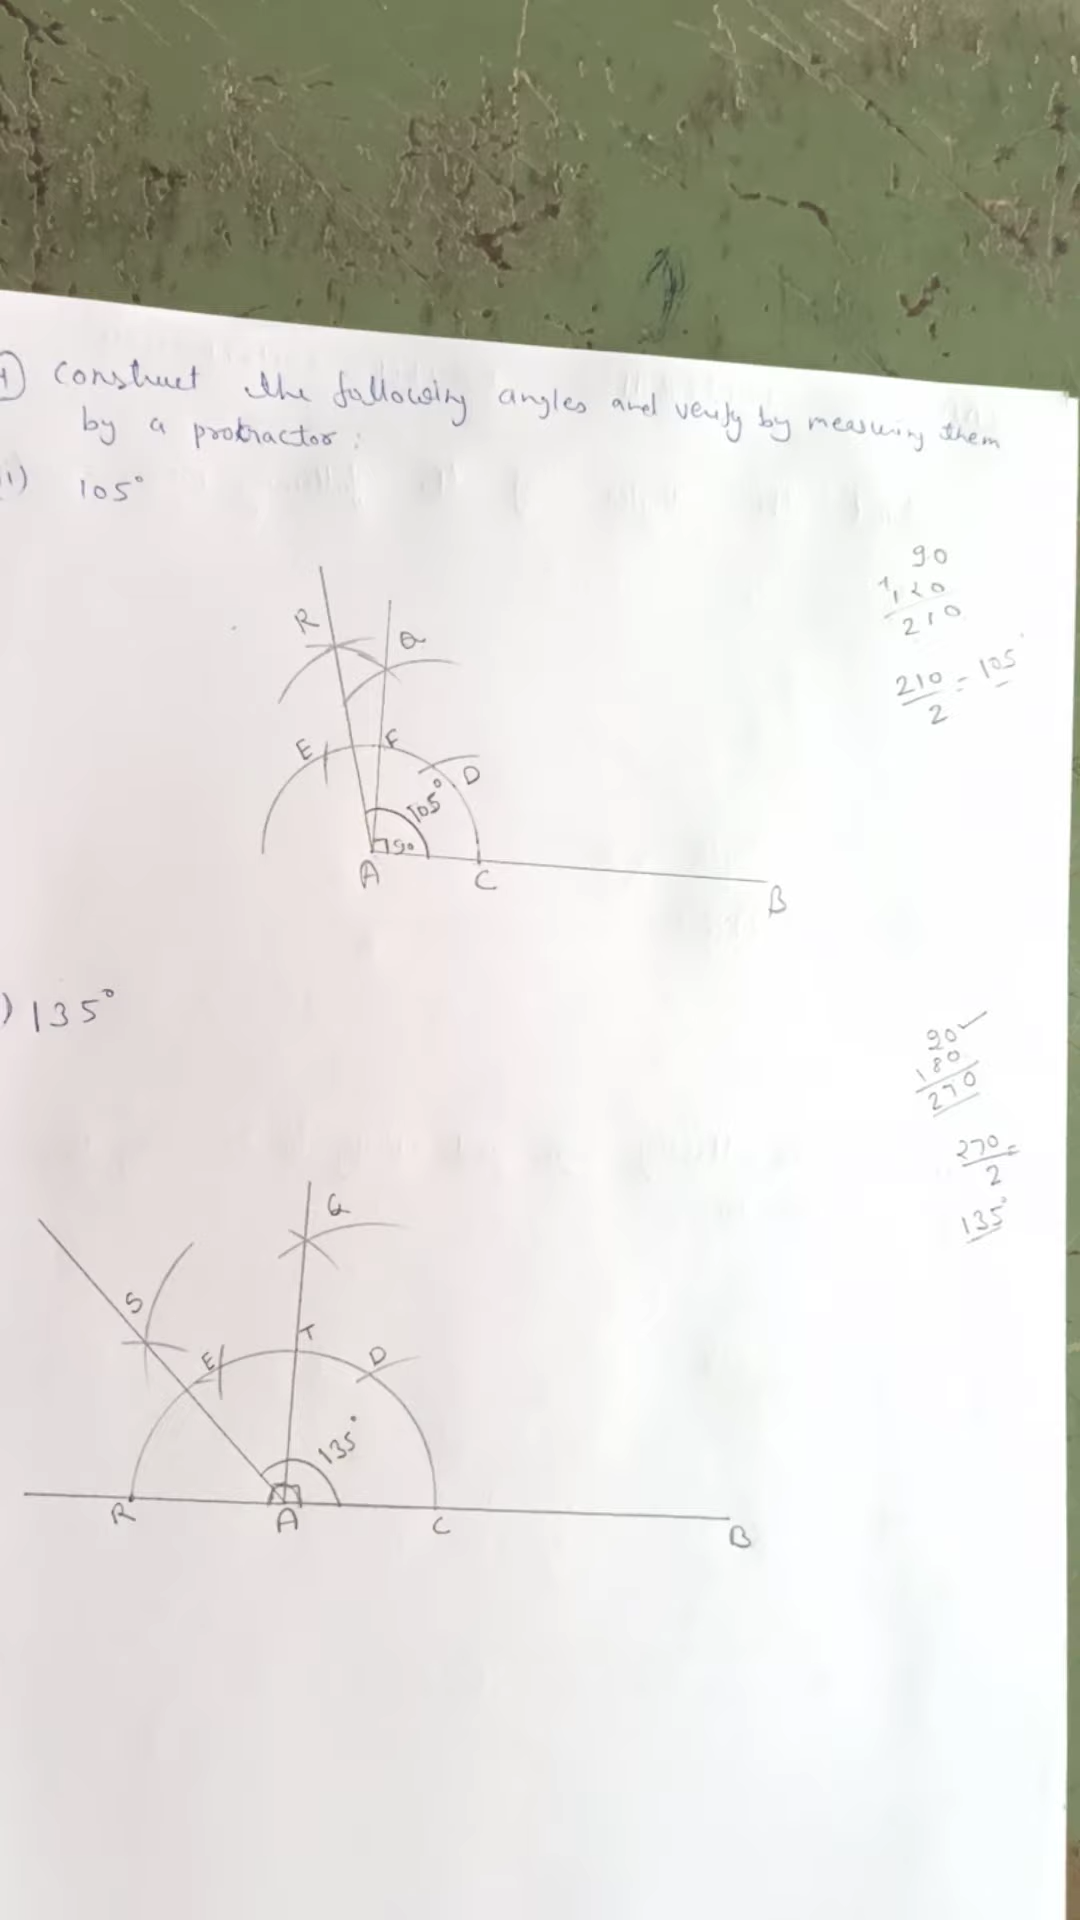 Construct the following angles and verify by measuring them
by a protractor:
105°
90
1
120
210
210/2 = 105°
R
Q
E
F
D
105°
90
A
C
B
) 135°
90
180
270
270/2 =
135°
Q
S
T
E
D
135°
R
A
C
B